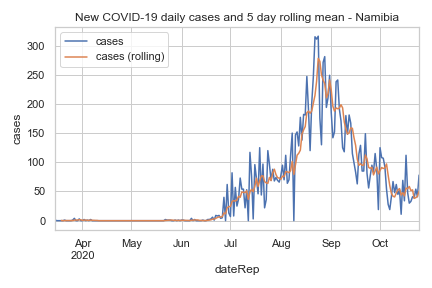 New COVID-19 daily cases and 5 day rolling mean - Namibia
cases
cases (rolling)
300
250
200
150
100
50
0
cases
Apr
2020
May
Jun
Jul
Aug
Sep
Oct
dateRep